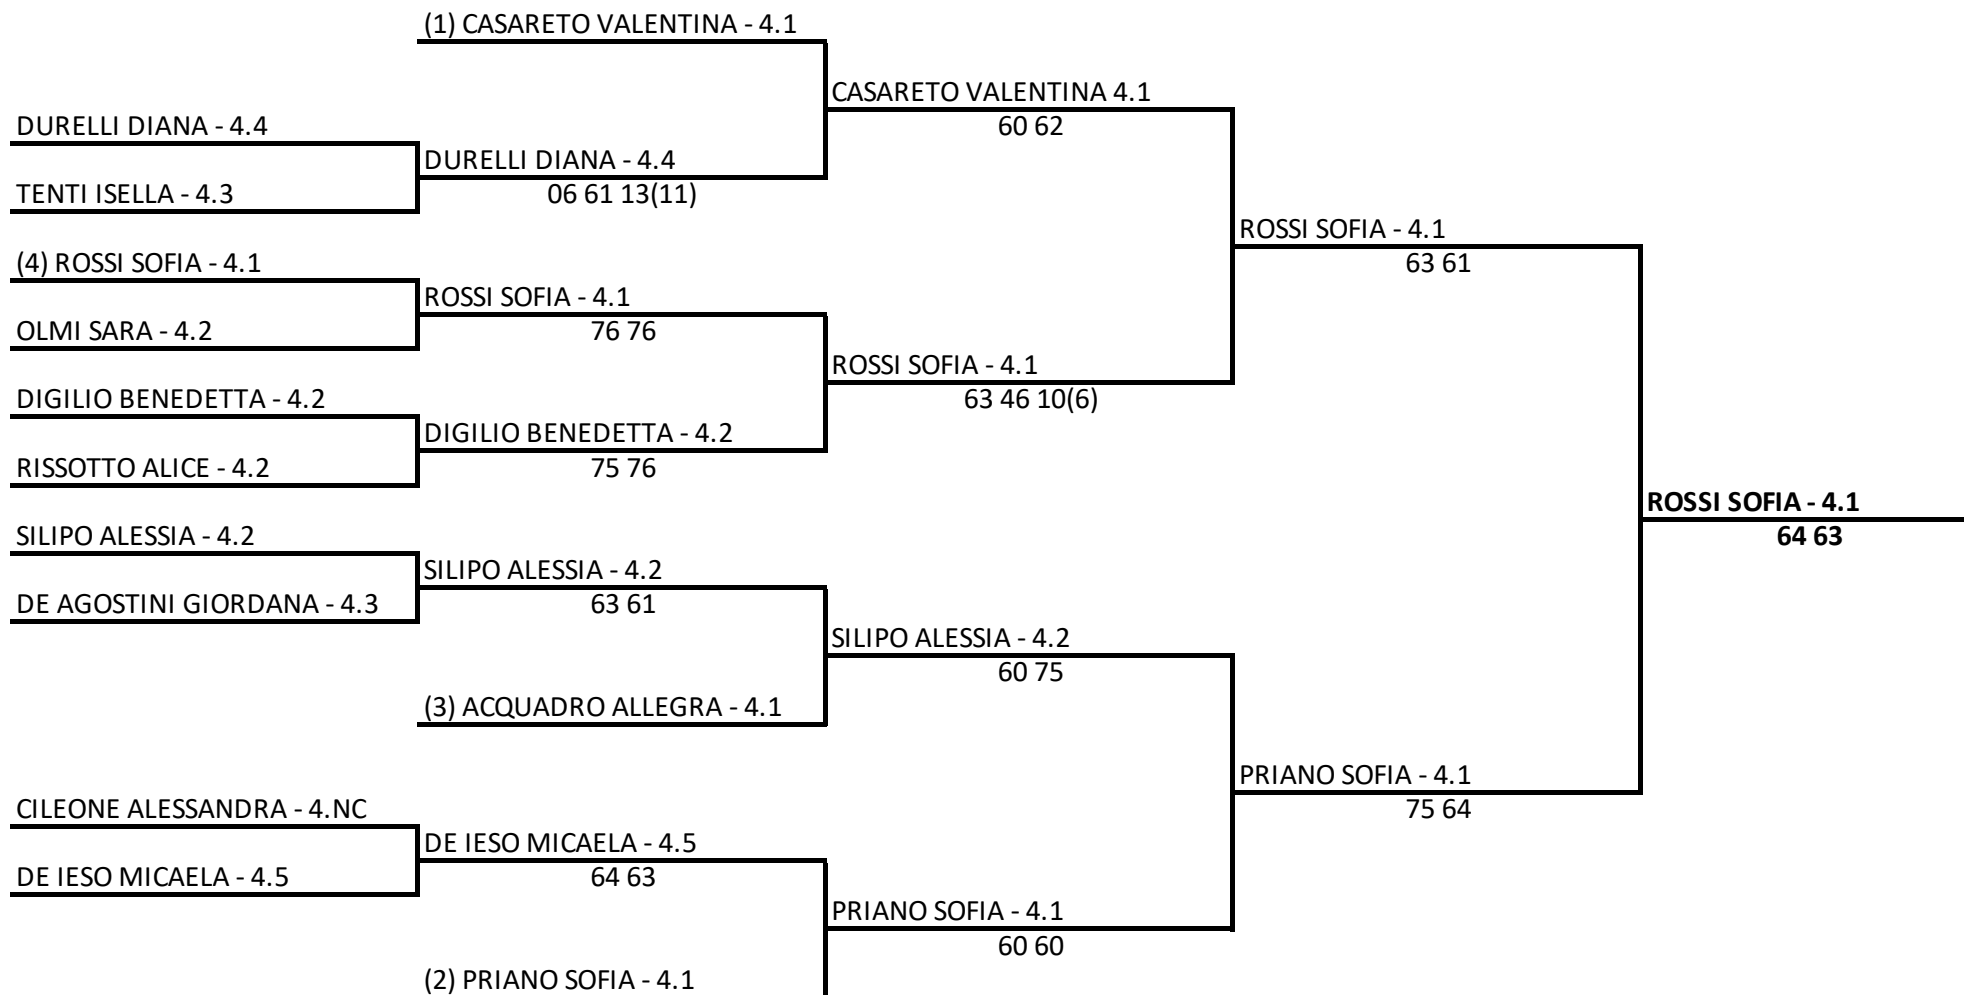 (1) CASARETO VALENTINA - 4.1
CASARETO VALENTINA 4.1
DURELLI DIANA - 4.4
60 62
DURELLI DIANA - 4.4
TENTI ISELLA - 4.3
06 61 13(11)
ROSSI SOFIA - 4.1
(4) ROSSI SOFIA - 4.1
63 61
ROSSI SOFIA - 4.1
OLMI SARA - 4.2
76 76
ROSSI SOFIA - 4.1
DIGILIO BENEDETTA - 4.2
63 46 10(6)
DIGILIO BENEDETTA - 4.2
RISSOTTO ALICE - 4.2
75 76
ROSSI SOFIA - 4.1
SILIPO ALESSIA - 4.2
64 63
SILIPO ALESSIA - 4.2
DE AGOSTINI GIORDANA - 4.3
63 61
SILIPO ALESSIA - 4.2
60 75
(3) ACQUADRO ALLEGRA - 4.1
PRIANO SOFIA - 4.1
CILEONE ALESSANDRA - 4.NC
75 64
DE IESO MICAELA - 4.5
DE IESO MICAELA - 4.5
64 63
PRIANO SOFIA - 4.1
60 60
(2) PRIANO SOFIA - 4.1